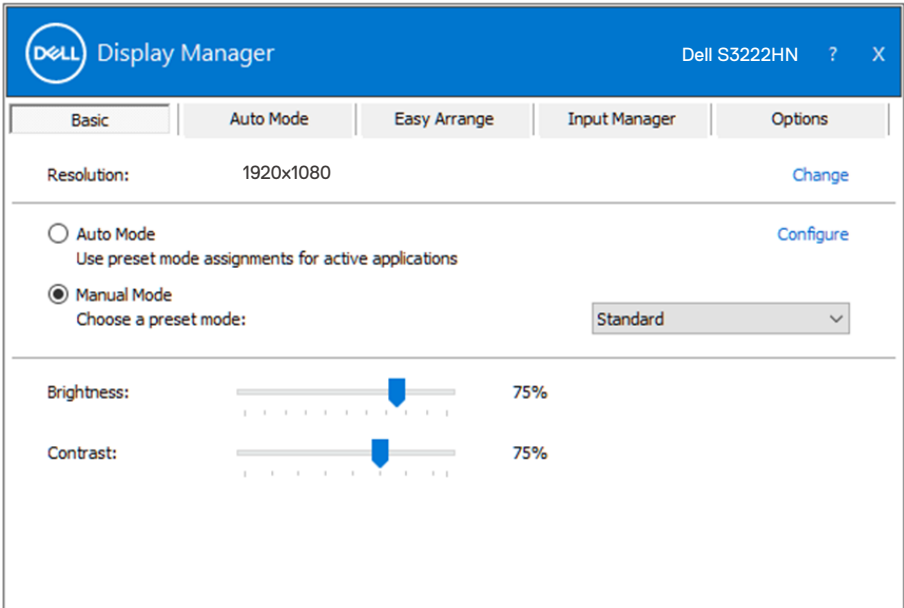 DELL Display Manager Dell S3222HN ? X
Basic Auto Mode Easy Arrange Input Manager Options
Resolution: 1920x1080 Change
Auto Mode Configure
Use preset mode assignments for active applications
Manual Mode
Choose a preset mode: Standard
Brightness: 75%
Contrast: 75%